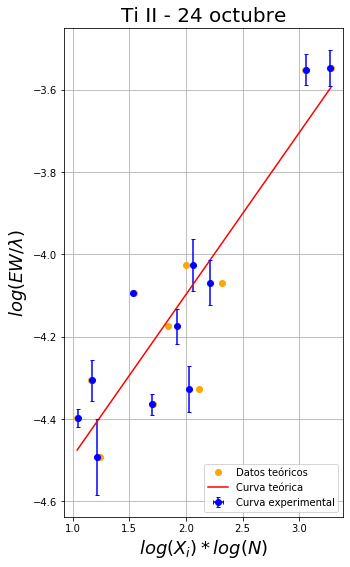 Ti II - 24 octubre
log(EW/λ)
−3.6
−3.8
−4.0
−4.2
−4.4
−4.6
Datos teóricos
Curva teórica
Curva experimental
1.0 1.5 2.0 2.5 3.0
log(X_i) * log(N)